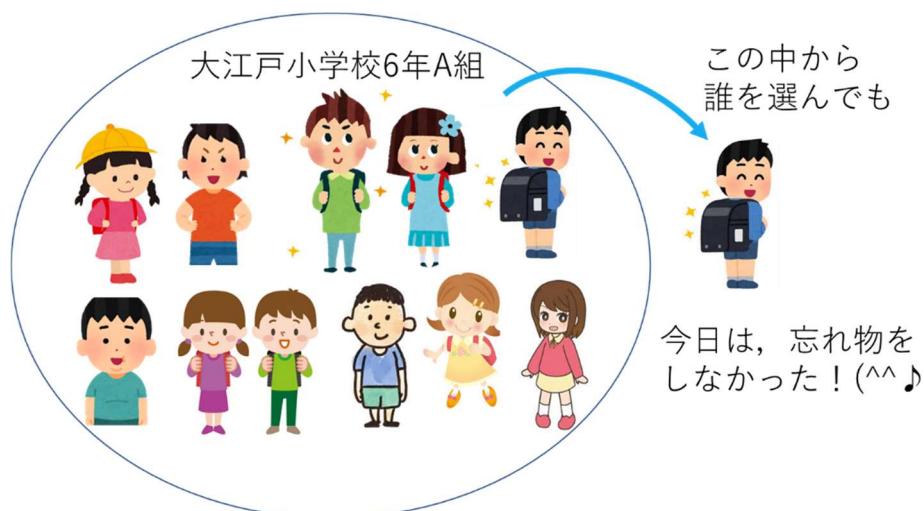 大江戸小学校6年A組
この中から
誰を選んでも
今日は，忘れ物を
しなかった！(^^♪